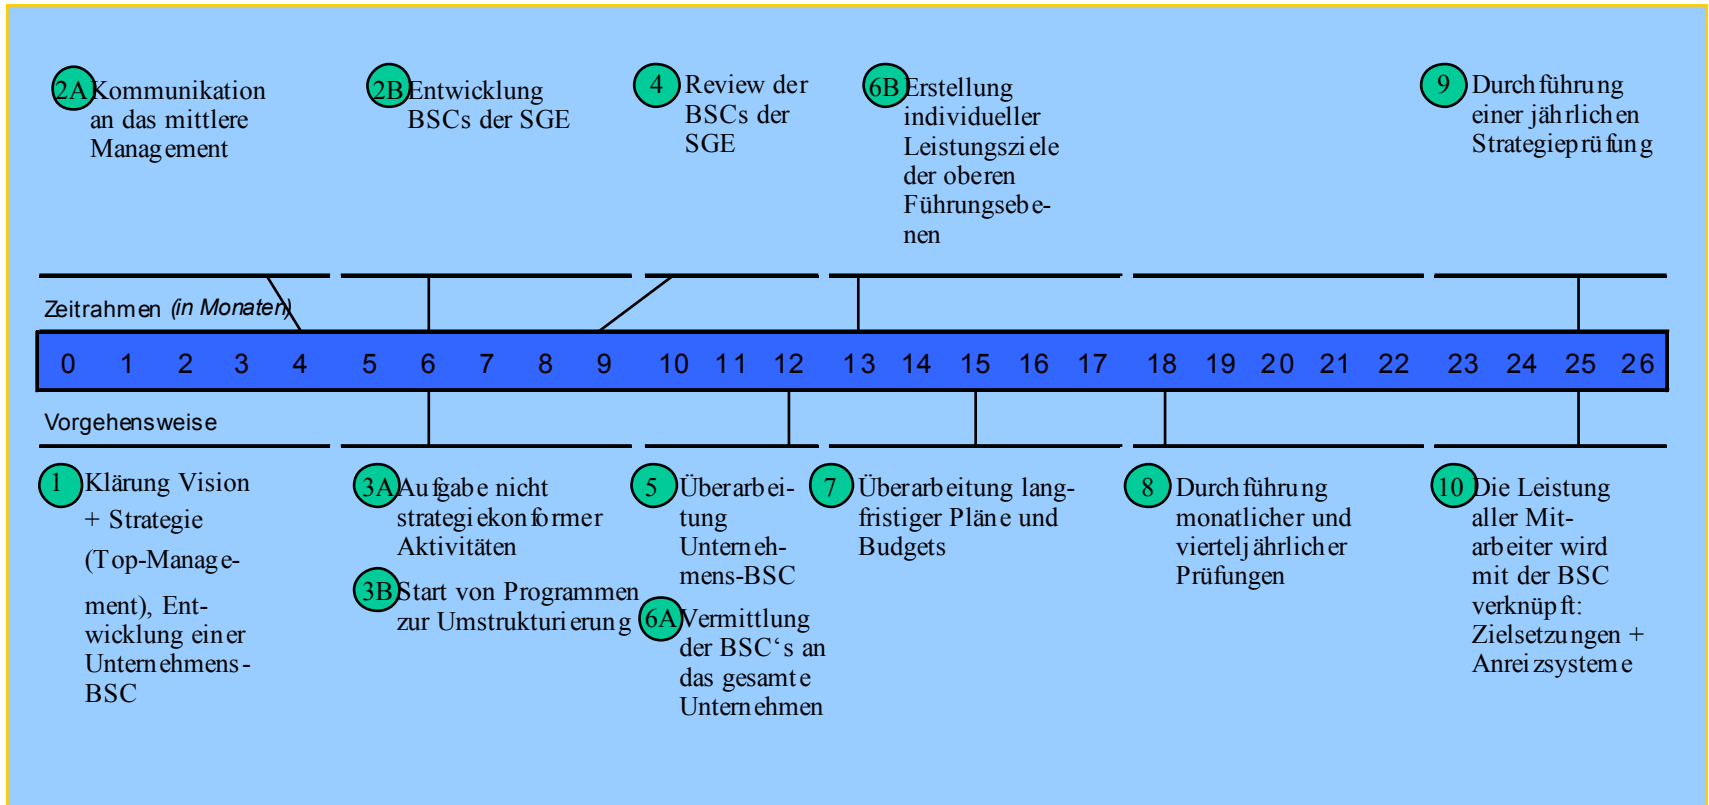 2A Kommunikation
an das mittlere
Management
2B Entwicklung
BSCs der SGE
4 Review der
BSCs der
SGE
6B Erstellung
individueller
Leistungsziele
der oberen
Führungsebe-
nen
9 Durchführung
einer jährlichen
Strategieprüfung
Zeitrahmen (in Monaten)
0 1 2 3 4 5 6 7 8 9 10 11 12 13 14 15 16 17 18 19 20 21 22 23 24 25 26
Vorgehensweise
1 Klärung Vision
+ Strategie
(Top-Manage-
ment), Ent-
wicklung einer
Unternehmens-
BSC
3A Aufgabe nicht
strategiekonformer
Aktivitäten
3B Start von Programmen
zur Umstrukturierung
5 Überarbei-
tung
Unterneh-
mens-BSC
6A Vermittlung
der BSC‘s an
das gesamte
Unternehmen
7 Überarbeitung lang-
fristiger Pläne und
Budgets
8 Durchführung
monatlicher und
vierteljährlicher
Prüfungen
10 Die Leistung
aller Mit-
arbeiter wird
mit der BSC
verknüpft:
Zielsetzungen +
Anreizsysteme